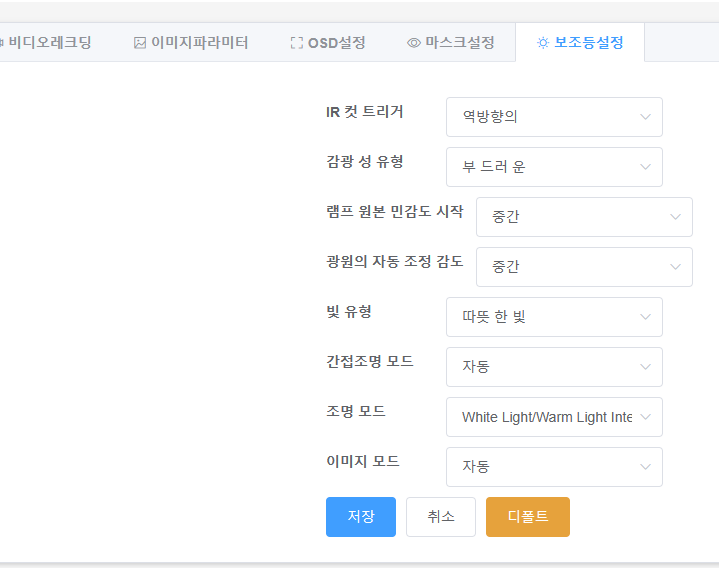 비디오레코딩 이미지파라미터 OSD설정 마스크설정 보조등설정
IR 컷 트리거 역방향의
감광 성 유형 부 드러 운
램프 원본 민감도 시작 중간
광원의 자동 조정 감도 중간
빛 유형 따뜻 한 빛
간접조명 모드 자동
조명 모드 White Light/Warm Light Inte
이미지 모드 자동
저장 취소 디폴트